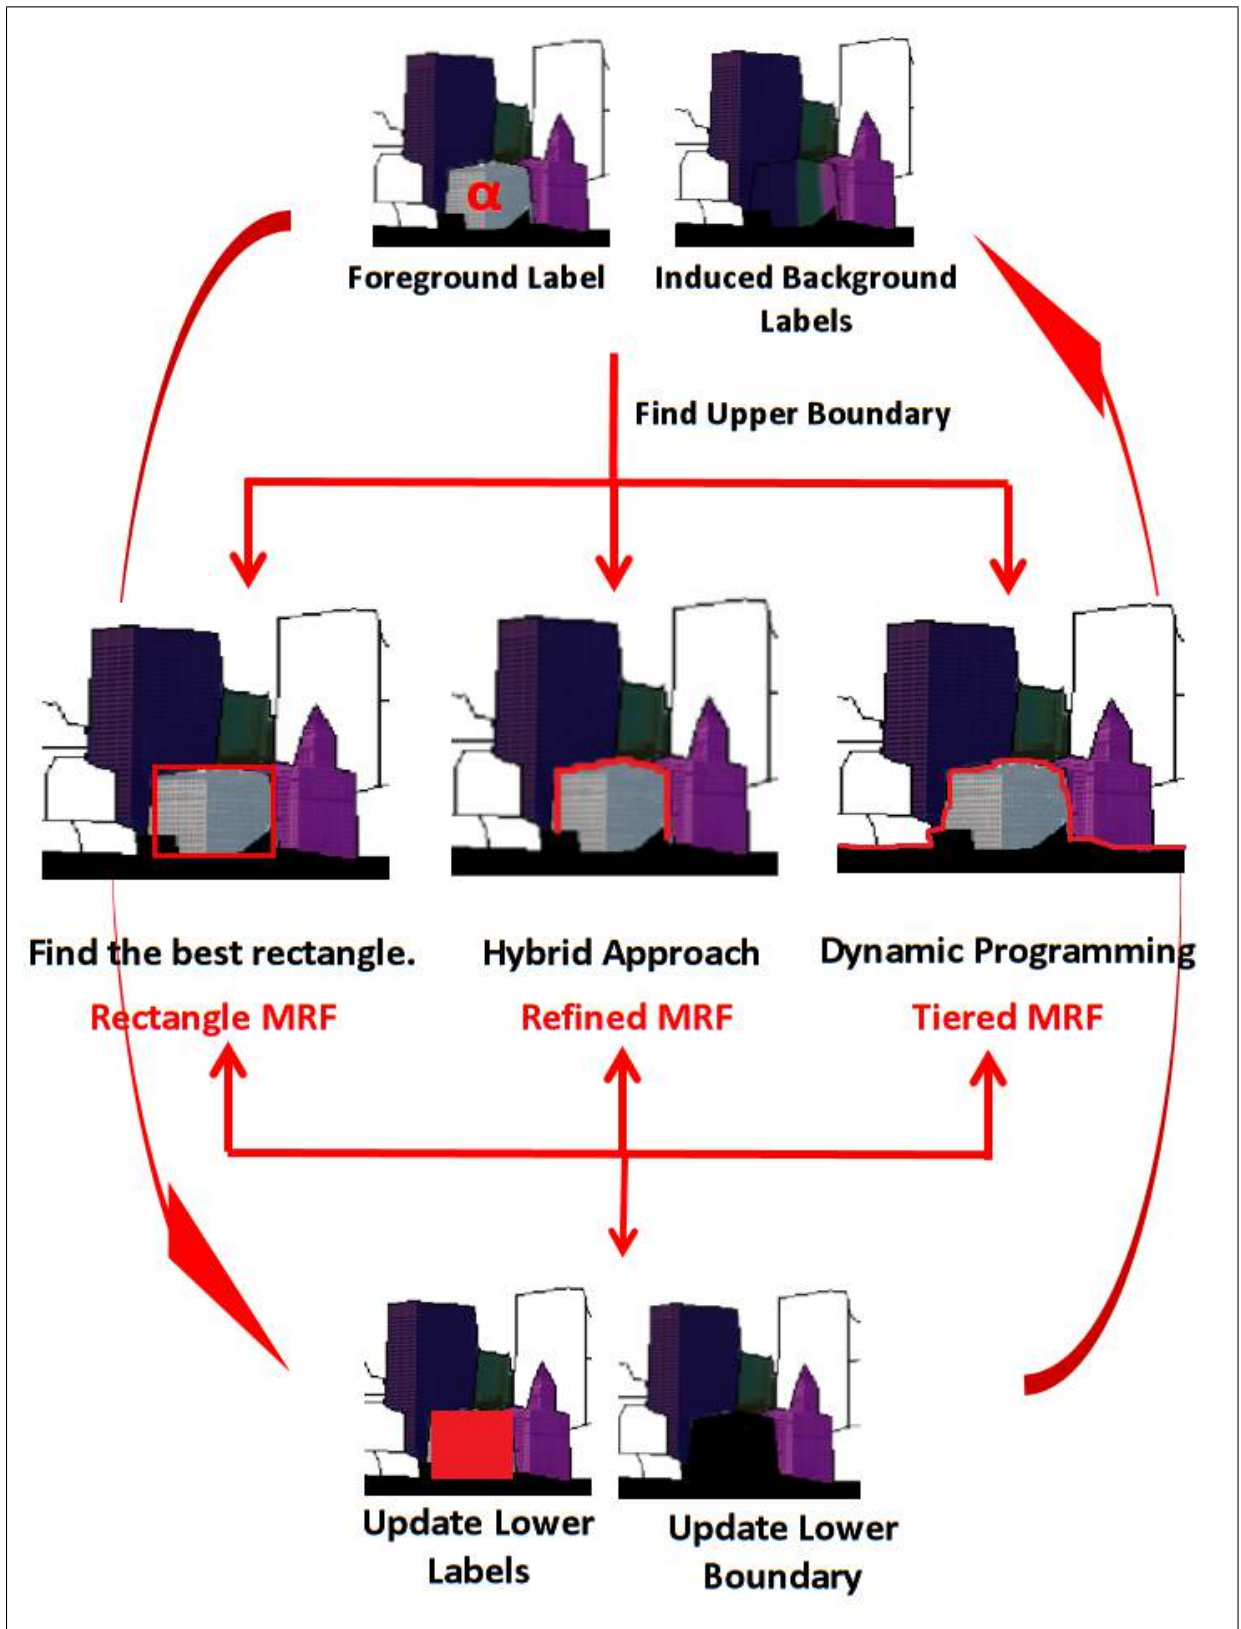 α
Foreground Label
Induced Background
Labels
Find Upper Boundary
Find the best rectangle.
Hybrid Approach
Dynamic Programming
Rectangle MRF
Refined MRF
Tiered MRF
Update Lower
Labels
Update Lower
Boundary